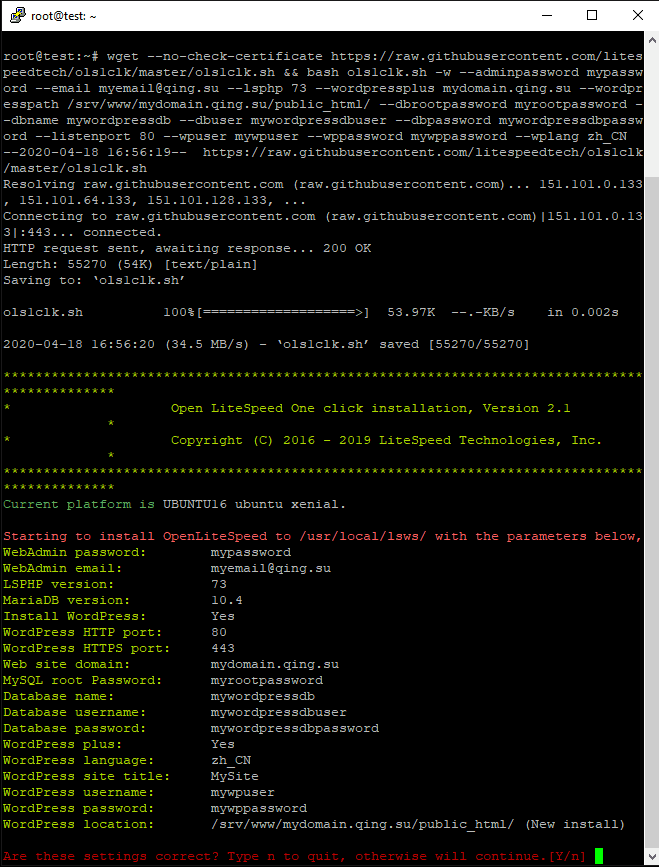 root@test: ~
root@test:~# wget --no-check-certificate https://raw.githubusercontent.com/lites
peedtech/ols1clk/master/ols1clk.sh && bash ols1clk.sh -w --adminpassword mypassw
ord --email myemail@qing.su --lsphp 73 --wordpressplus mydomain.qing.su --wordpr
esspath /srv/www/mydomain.qing.su/public_html/ --dbrootpassword myrootpassword -
-dbname mywordpressdb --dbuser mywordpressdbuser --dbpassword mywordpressdbpassw
ord --listenport 80 --wpuser mywpuser --wppassword mywppassword --wplang zh_CN
--2020-04-18 16:56:19--  https://raw.githubusercontent.com/litespeedtech/ols1clk
/master/ols1clk.sh
Resolving raw.githubusercontent.com (raw.githubusercontent.com)... 151.101.0.133
, 151.101.64.133, 151.101.128.133, ...
Connecting to raw.githubusercontent.com (raw.githubusercontent.com)|151.101.0.13
3|:443... connected.
HTTP request sent, awaiting response... 200 OK
Length: 55270 (54K) [text/plain]
Saving to: ‘ols1clk.sh’
ols1clk.sh          100%[===================>]  53.97K  --.-KB/s    in 0.002s
2020-04-18 16:56:20 (34.5 MB/s) - ‘ols1clk.sh’ saved [55270/55270]
********************************************************************************
**************
*                    Open LiteSpeed One click installation, Version 2.1
             *
*                    Copyright (C) 2016 - 2019 LiteSpeed Technologies, Inc.
             *
********************************************************************************
**************
Current platform is UBUNTU16 ubuntu xenial.
Starting to install OpenLiteSpeed to /usr/local/lsws/ with the parameters below,
WebAdmin password:        mypassword
WebAdmin email:           myemail@qing.su
LSPHP version:            73
MariaDB version:          10.4
Install WordPress:        Yes
WordPress HTTP port:      80
WordPress HTTPS port:     443
Web site domain:          mydomain.qing.su
MySQL root Password:      myrootpassword
Database name:            mywordpressdb
Database username:        mywordpressdbuser
Database password:        mywordpressdbpassword
WordPress plus:           Yes
WordPress language:       zh_CN
WordPress site title:     MySite
WordPress username:       mywpuser
WordPress password:       mywppassword
WordPress location:       /srv/www/mydomain.qing.su/public_html/ (New install)
Are these settings correct? Type n to quit, otherwise will continue.[Y/n]